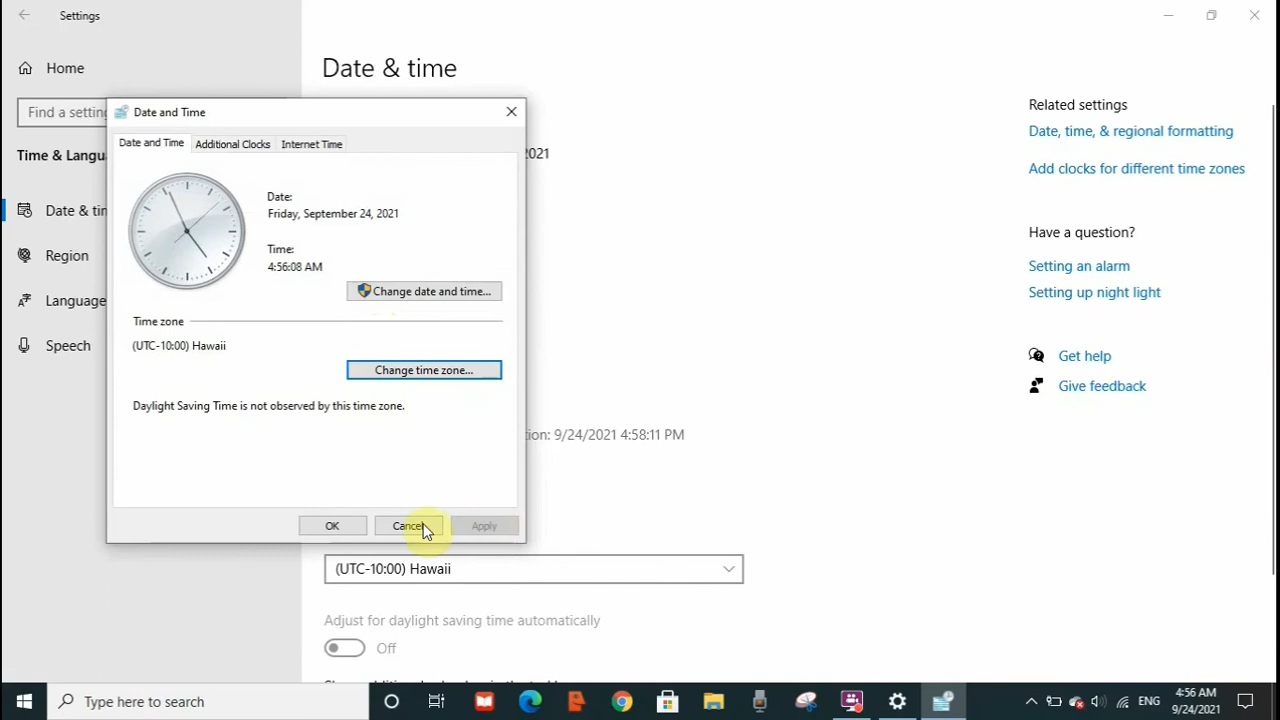 Settings
Home
Find a settin
Time & Langu
Date & tin
Region
Language
Speech
Date & time
2021
Date and Time
Date and Time
Additional Clocks
Internet Time
Date:
Friday, September 24, 2021
Time:
4:56:08 AM
Change date and time...
Time zone
(UTC-10:00) Hawaii
Change time zone...
Daylight Saving Time is not observed by this time zone.
OK
Cancel
Apply
tion: 9/24/2021 4:58:11 PM
(UTC-10:00) Hawaii
Adjust for daylight saving time automatically
Off
Related settings
Date, time, & regional formatting
Add clocks for different time zones
Have a question?
Setting an alarm
Setting up night light
Get help
Give feedback
Type here to search
ENG
4:56 AM
9/24/2021